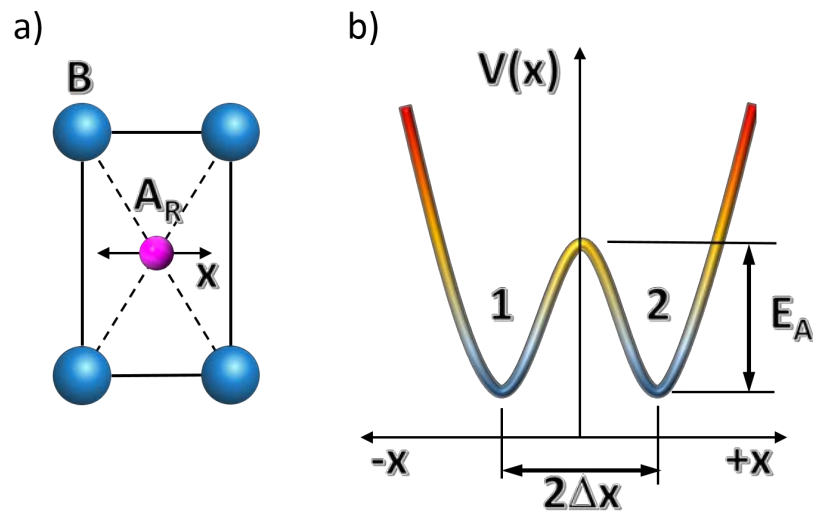 a)
B
A_R
x
b)
V(x)
1
2
E_A
-x
+x
2Δx